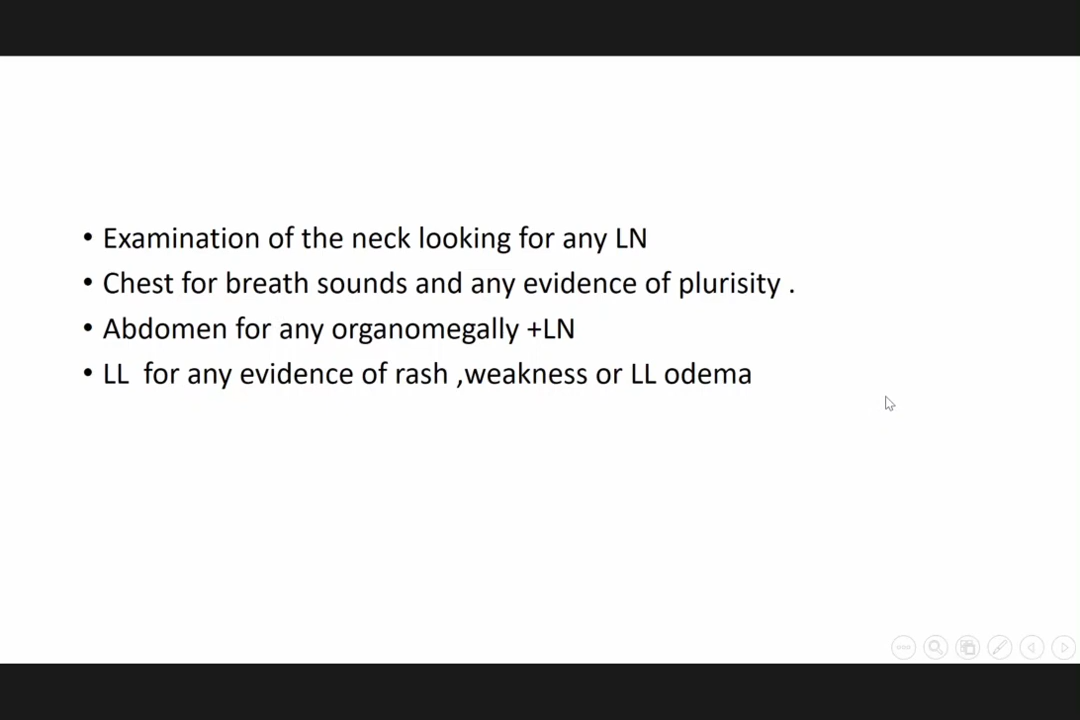 • Examination of the neck looking for any LN
• Chest for breath sounds and any evidence of plurisity .
• Abdomen for any organomegally +LN
• LL  for any evidence of rash ,weakness or LL odema